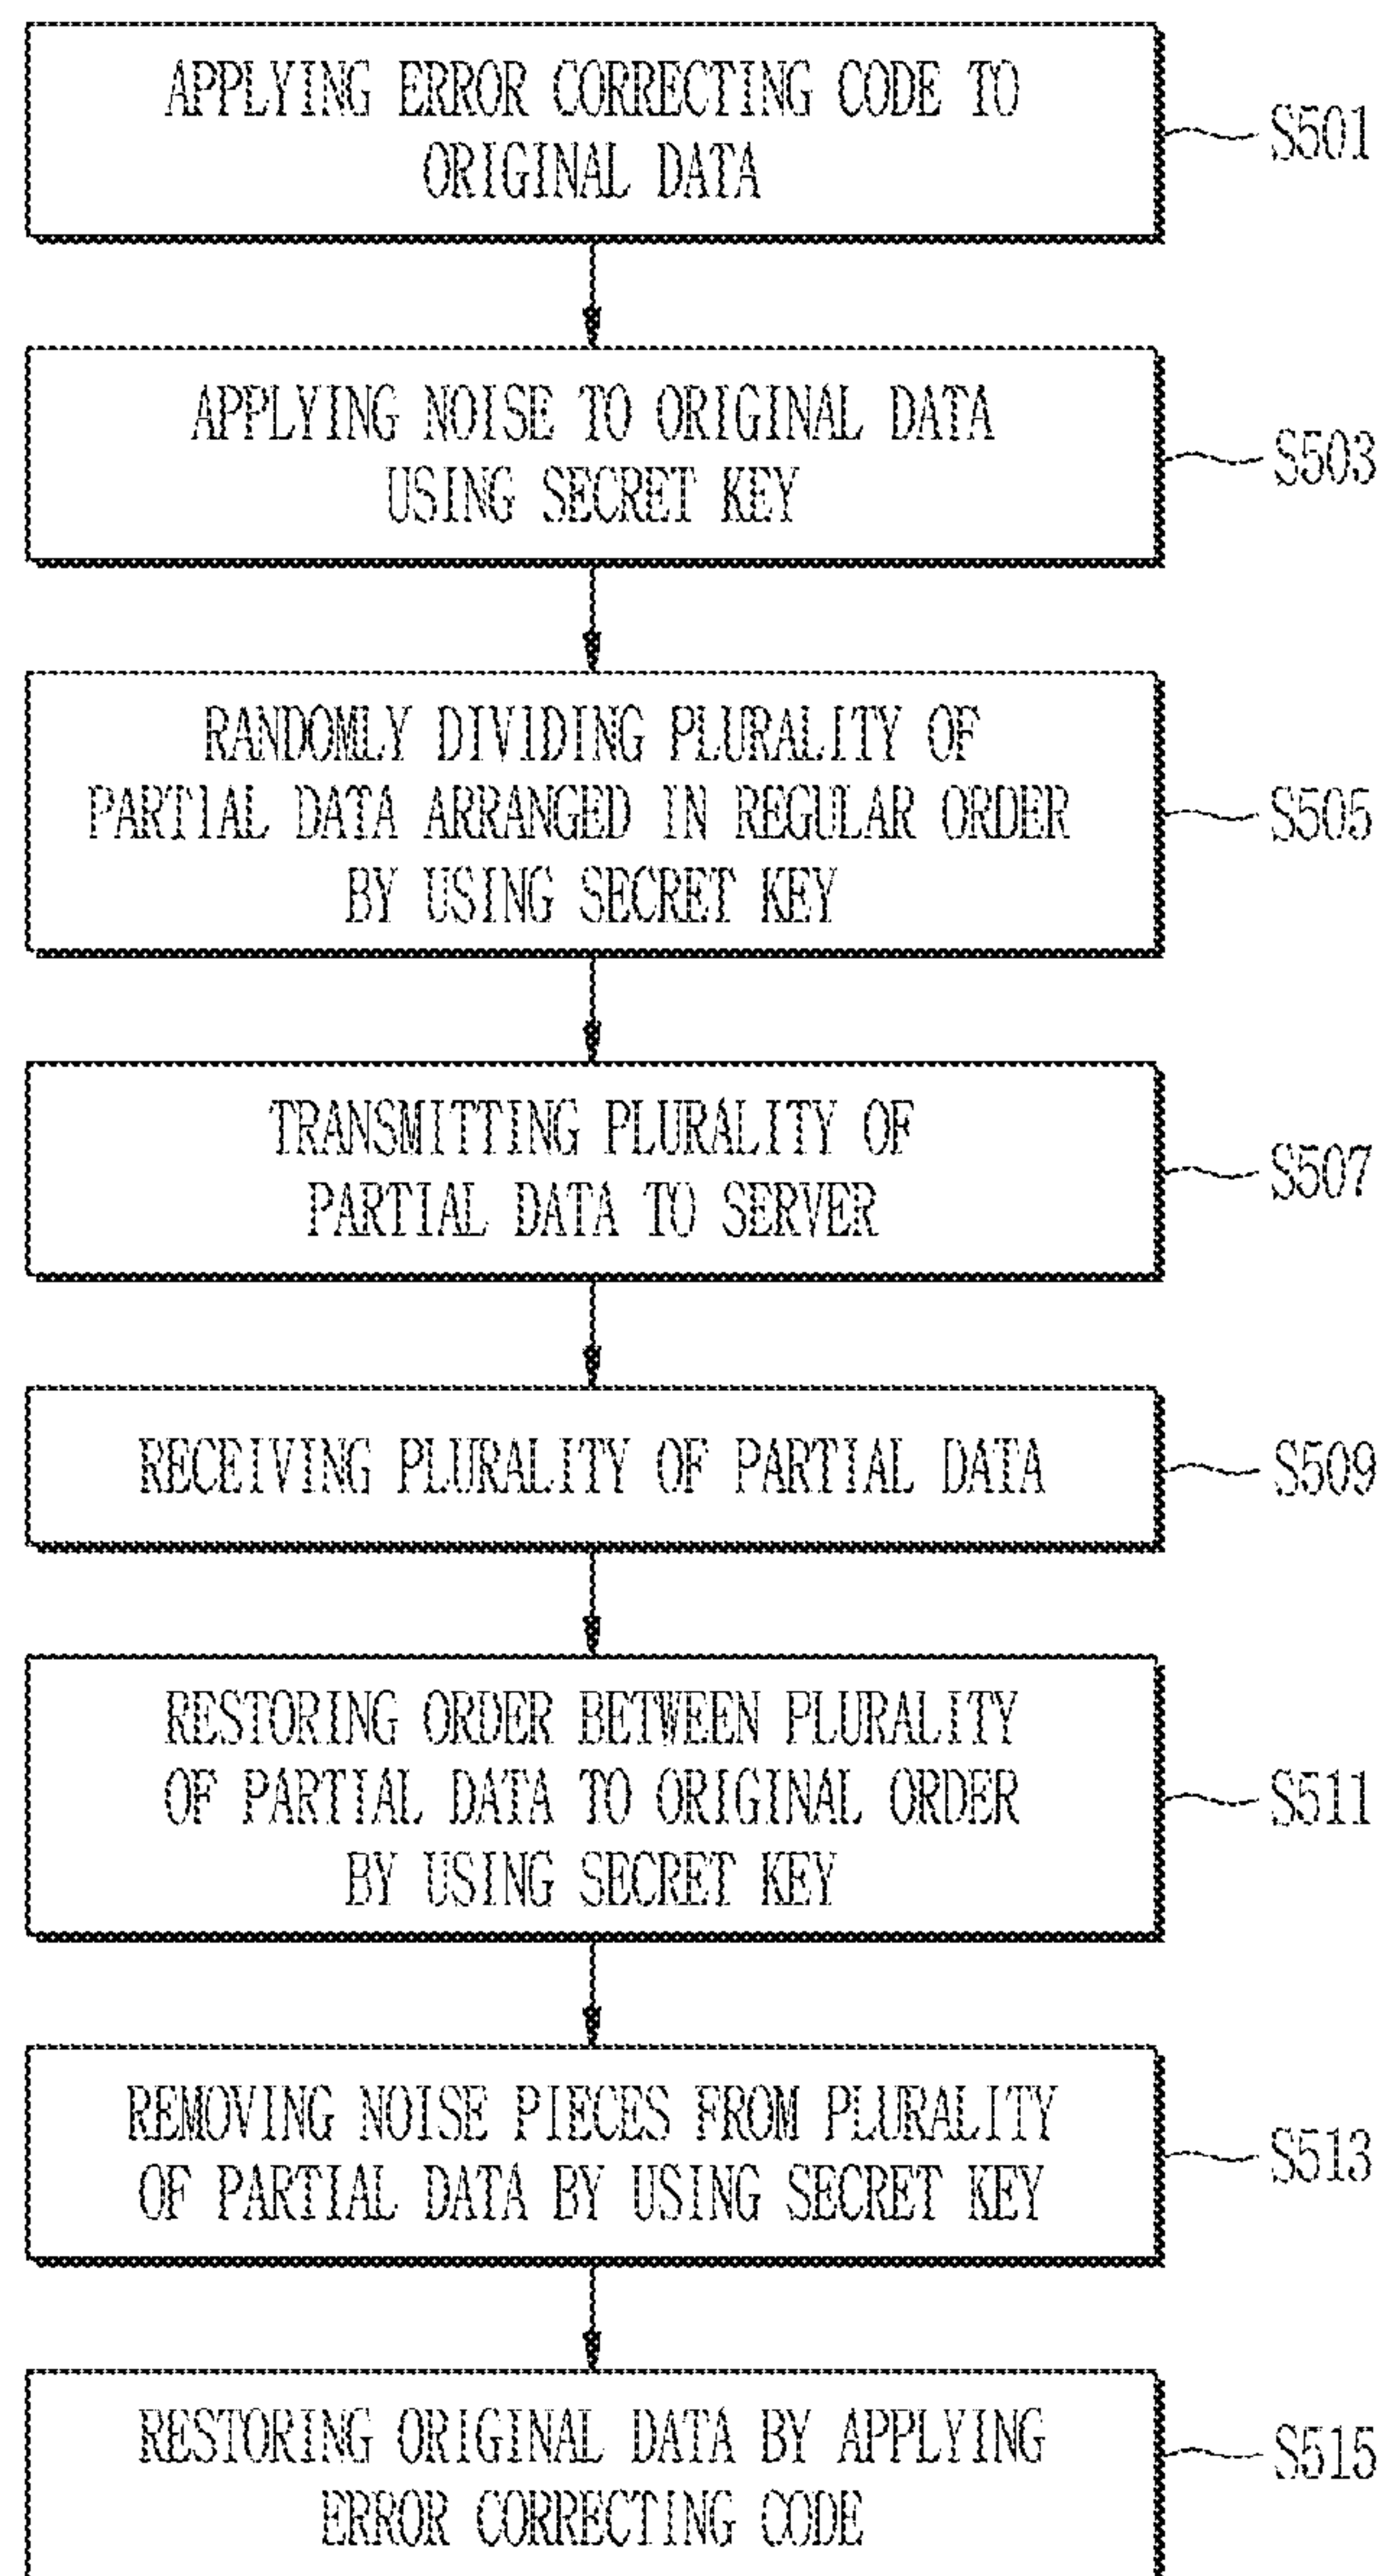 APPLYING ERROR CORRECTING CODE TO
ORIGINAL DATA
S501
APPLYING NOISE TO ORIGINAL DATA
USING SECRET KEY
S503
RANDOMLY DIVIDING PLURALITY OF
PARTIAL DATA ARRANGED IN REGULAR ORDER
BY USING SECRET KEY
S505
TRANSMITTING PLURALITY OF
PARTIAL DATA TO SERVER
S507
RECEIVING PLURALITY OF PARTIAL DATA
S509
RESTORING ORDER BETWEEN PLURALITY
OF PARTIAL DATA TO ORIGINAL ORDER
BY USING SECRET KEY
S511
REMOVING NOISE PIECES FROM PLURALITY
OF PARTIAL DATA BY USING SECRET KEY
S513
RESTORING ORIGINAL DATA BY APPLYING
ERROR CORRECTING CODE
S515